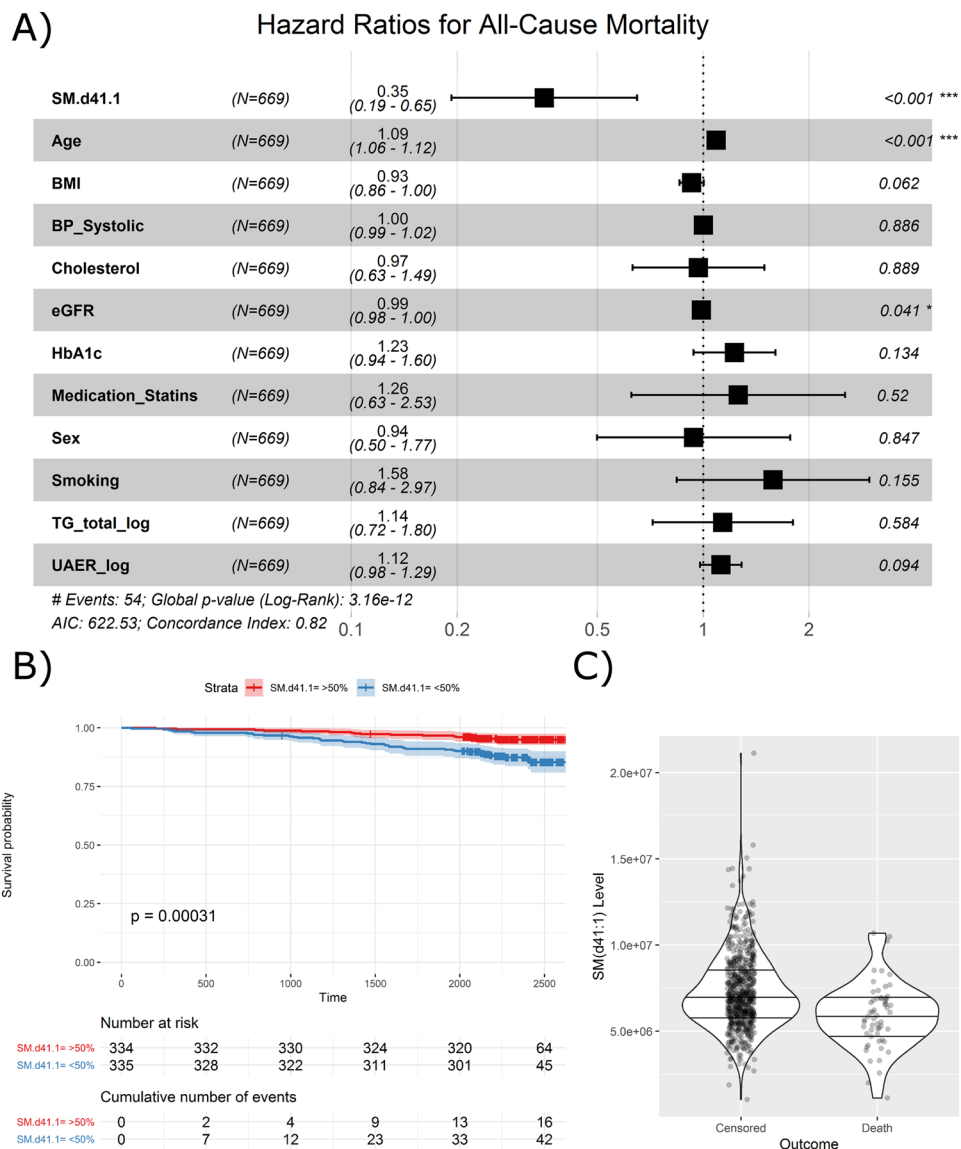 A)
Hazard Ratios for All-Cause Mortality
SM.d41.1 (N=669) 0.35 (0.19 - 0.65) <0.001 ***
Age (N=669) 1.09 (1.06 - 1.12) <0.001 ***
BMI (N=669) 0.93 (0.86 - 1.00) 0.062
BP_Systolic (N=669) 1.00 (0.99 - 1.02) 0.886
Cholesterol (N=669) 0.97 (0.63 - 1.49) 0.889
eGFR (N=669) 0.99 (0.98 - 1.00) 0.041 *
HbA1c (N=669) 1.23 (0.94 - 1.60) 0.134
Medication_Statins (N=669) 1.26 (0.63 - 2.53) 0.52
Sex (N=669) 0.94 (0.50 - 1.77) 0.847
Smoking (N=669) 1.58 (0.84 - 2.97) 0.155
TG_total_log (N=669) 1.14 (0.72 - 1.80) 0.584
UAER_log (N=669) 1.12 (0.98 - 1.29) 0.094
# Events: 54; Global p-value (Log-Rank): 3.16e-12
AIC: 622.53; Concordance Index: 0.82
0.1 0.2 0.5 1 2
B)
Strata SM.d41.1= >50% SM.d41.1= <50%
Survival probability
1.00
0.75
0.50
0.25
0.00
p = 0.00031
0 500 1000 1500 2000 2500
Time
Number at risk
SM.d41.1= >50% 334 332 330 324 320 64
SM.d41.1= <50% 335 328 322 311 301 45
Cumulative number of events
SM.d41.1= >50% 0 2 4 9 13 16
SM.d41.1= <50% 0 7 12 23 33 42
C)
SM(d41:1) Level
2.0e+07
1.5e+07
1.0e+07
5.0e+06
Censored Death
Outcome